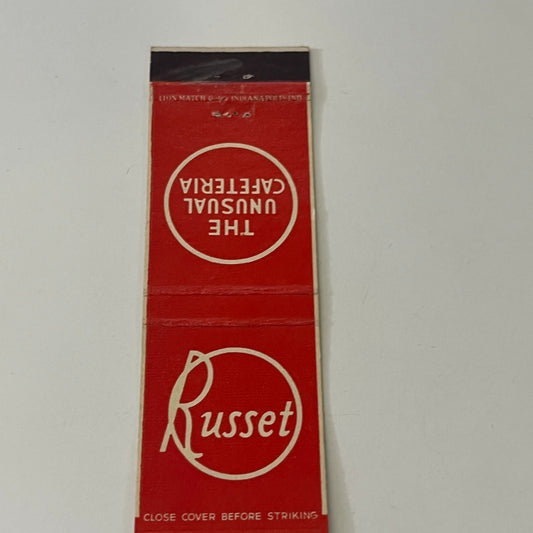 LION MATCH CO. INDIANAPOLIS IND.
THE
UNUSUAL
CAFETERIA
Russet
CLOSE COVER BEFORE STRIKING